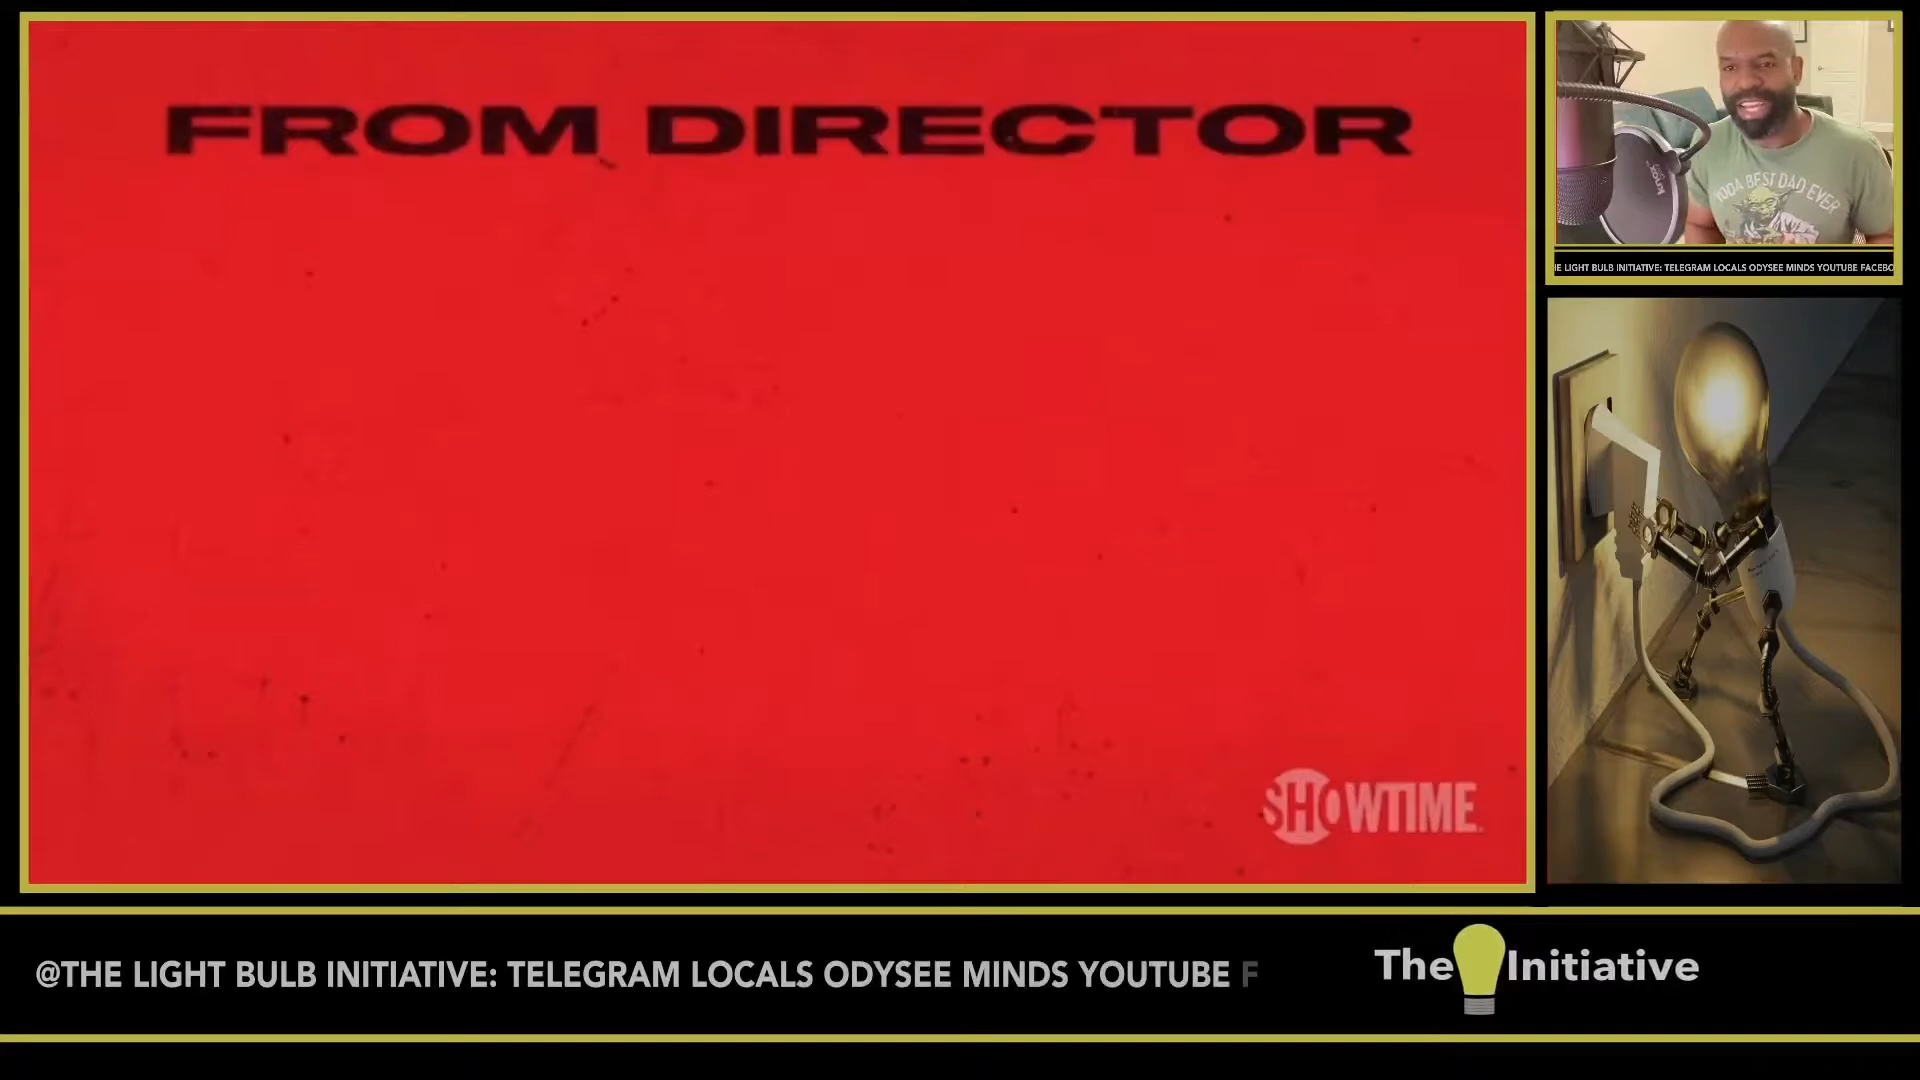 FROM DIRECTOR
SHOWTIME
YODA BEST DAD EVER
KNOX
E LIGHT BULB INITIATIVE: TELEGRAM LOCALS ODYSEE MINDS YOUTUBE FACEBO
@THE LIGHT BULB INITIATIVE: TELEGRAM LOCALS ODYSEE MINDS YOUTUBE F
The Initiative